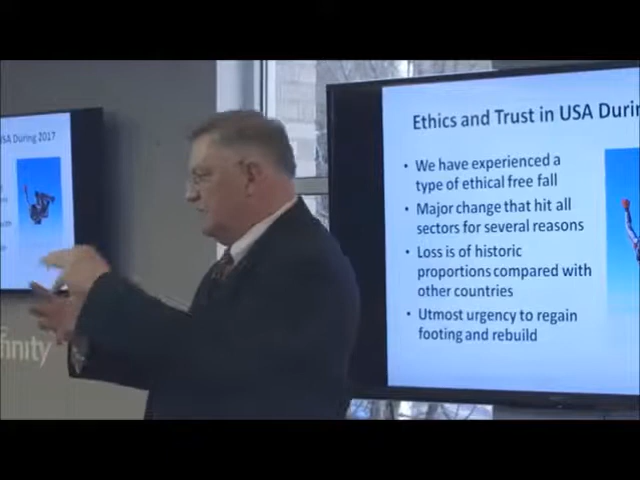 SA During 2017
finity
Ethics and Trust in USA Durin
• We have experienced a
type of ethical free fall
• Major change that hit all
sectors for several reasons
• Loss is of historic
proportions compared with
other countries
• Utmost urgency to regain
footing and rebuild